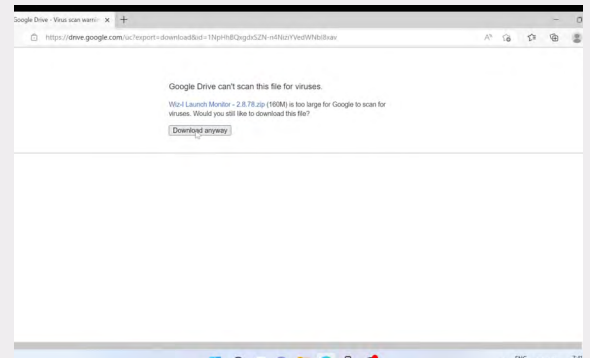 Google Drive - Virus scan warnin
https://drive.google.com/uc?export=download&id=1NpHhBQxgdxSZN-n4NiziYVedWNbi8xav
Google Drive can't scan this file for viruses.
Wiz-I Launch Monitor - 2.8.78.zip (160M) is too large for Google to scan for
viruses. Would you still like to download this file?
Download anyway